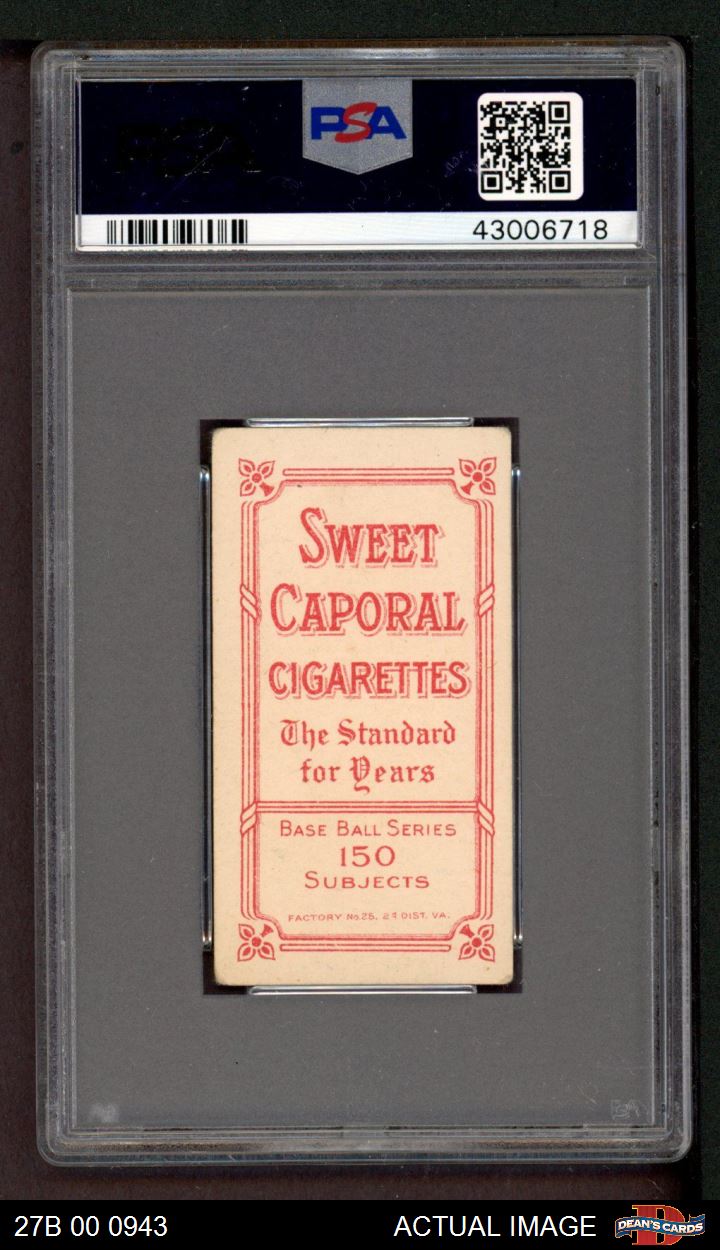 PSA
43006718
SWEET
CAPORAL
CIGARETTES
The Standard
for Years
BASE BALL SERIES
150
SUBJECTS
FACTORY No. 25, 2d DIST. VA.
27B 00 0943
ACTUAL IMAGE
D
DEAN'S CARDS